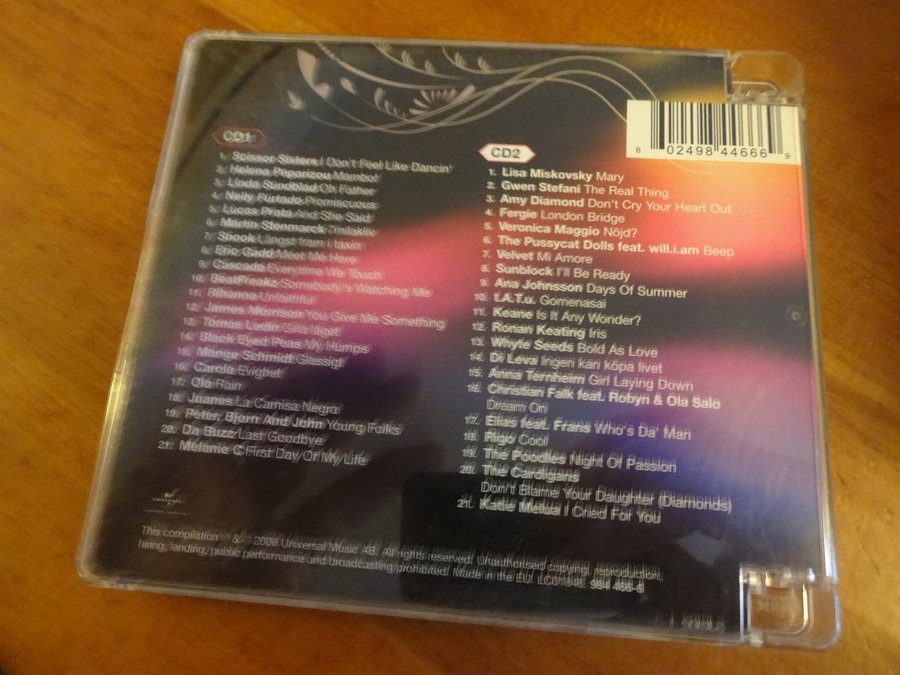 CD1
1. Scissor Sisters I Don't Feel Like Dancin'
2. Helena Paparizou Mambo!
3. Linda Sundblad Oh Father
4. Nelly Furtado Promiscuous
5. Lucas Prata And She Said
6. Martin Stenmarck 7milakliv
7. Spook Längst fram i taxin
8. Eric Gadd Meet Me Here
9. Cascada Everytime We Touch
10. BeatFreakz Somebody's Watching Me
11. Rihanna Unfaithful
12. James Morrison You Give Me Something
13. Tomas Ledin Gilla läget
14. Black Eyed Peas My Humps
15. Mange Schmidt Glassigt
16. Carola Evighet
17. Ola Rain
18. Juanes La Camisa Negra
19. Peter, Bjorn And John Young Folks
20. Da Buzz Last Goodbye
21. Melanie C First Day Of My Life
CD2
1. Lisa Miskovsky Mary
2. Gwen Stefani The Real Thing
3. Amy Diamond Don't Cry Your Heart Out
4. Fergie London Bridge
5. Veronica Maggio Nöjd?
6. The Pussycat Dolls feat. will.i.am Beep
7. Velvet Mi Amore
8. Sunblock I'll Be Ready
9. Ana Johnsson Days Of Summer
10. t.A.T.u. Gomenasai
11. Keane Is It Any Wonder?
12. Ronan Keating Iris
13. Whyte Seeds Bold As Love
14. Di Leva Ingen kan köpa livet
15. Anna Ternheim Girl Laying Down
16. Christian Falk feat. Robyn & Ola Salo
Dream On
17. Elias feat. Frans Who's Da' Man
18. Rigo Cool
19. The Poodles Night Of Passion
20. The Cardigans
Don't Blame Your Daughter (Diamonds)
21. Katie Melua I Cried For You
6 02498 44666 9
UNIVERSAL
This compilation ℗ & © 2006 Universal Music AB. All rights reserved. Unauthorised copying, reproduction,
hiring, lending, public performance and broadcasting prohibited. Made in the EU. LC01846. 984 466-6